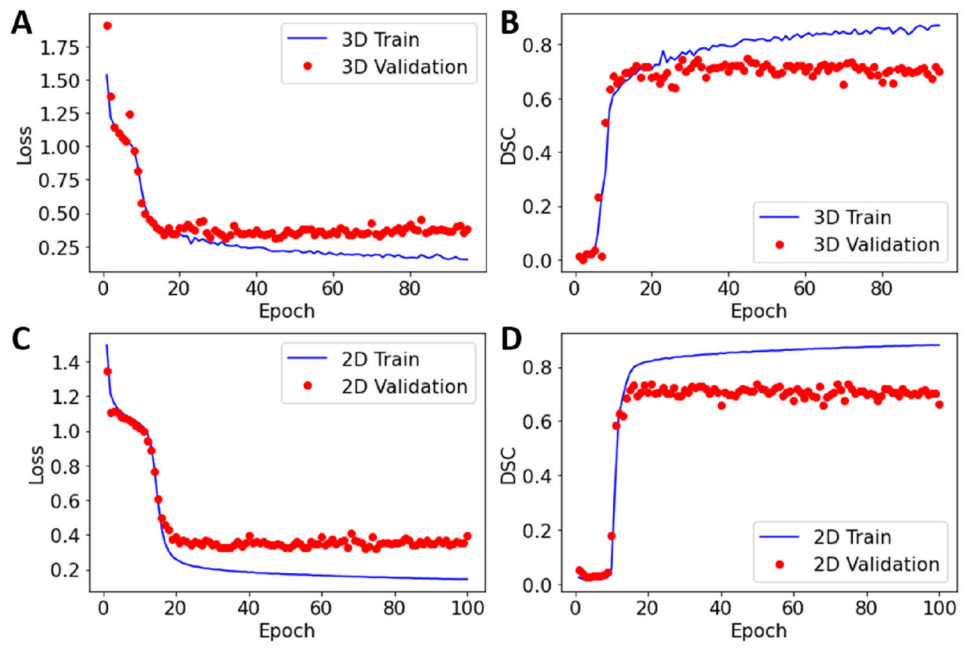 A
3D Train
3D Validation
1.75
1.50
1.25
1.00
0.75
0.50
0.25
Loss
0
20
40
60
80
Epoch
B
0.8
0.6
0.4
0.2
0.0
DSC
3D Train
3D Validation
0
20
40
60
80
Epoch
C
2D Train
2D Validation
1.4
1.2
1.0
0.8
0.6
0.4
0.2
Loss
0
20
40
60
80
100
Epoch
D
0.8
0.6
0.4
0.2
0.0
DSC
2D Train
2D Validation
0
20
40
60
80
100
Epoch